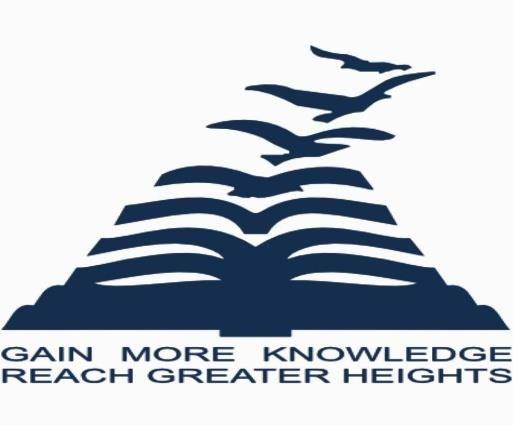 GAIN MORE KNOWLEDGE
REACH GREATER HEIGHTS